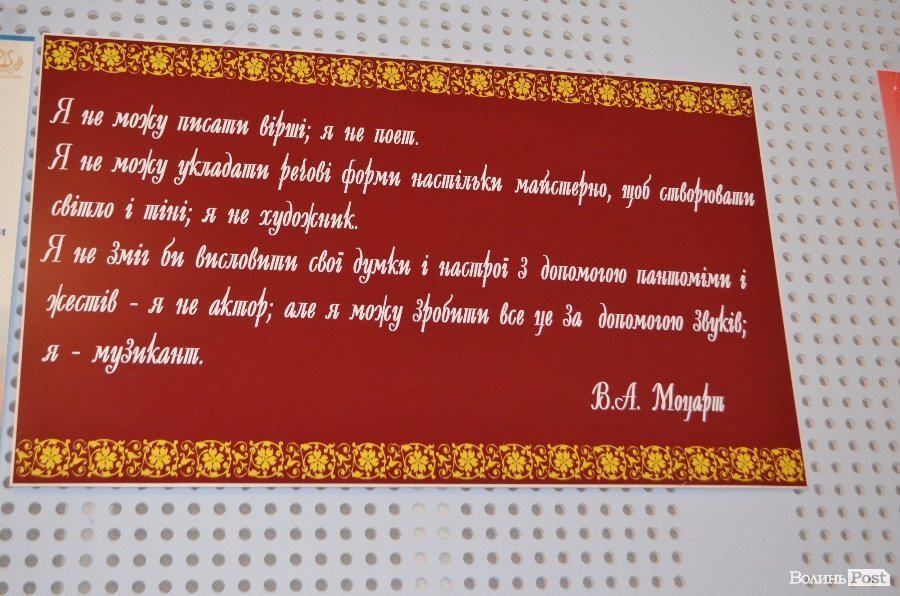 Я не можу писати вірші; я не поет.
Я не можу укладати речові форми настільки майстерно, щоб створювати
світло і тіні; я не художник.
Я не зміг би висловити свої думки і настрої з допомогою пантоміми і
жестів - я не актор; але я можу зробити все це за допомогою звуків;
я - музикант.
В.А. Моцарт
ВолиньPost